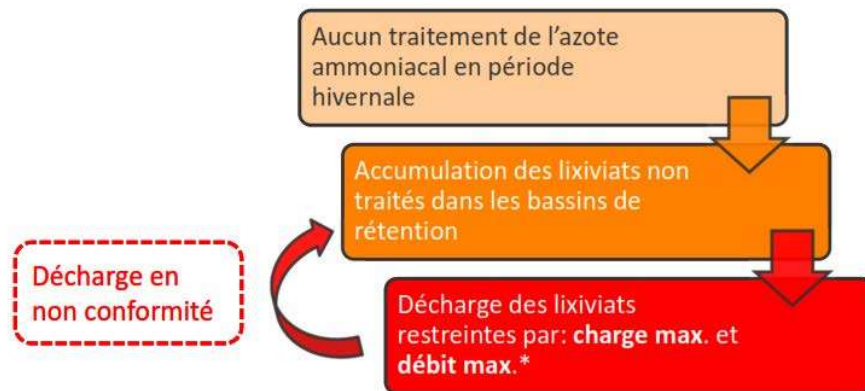 Aucun traitement de l'azote
ammoniacal en période
hivernale
Accumulation des lixiviats non
traités dans les bassins de
rétention
Décharge en
non conformité
Décharge des lixiviats
restreintes par: charge max. et
débit max.*